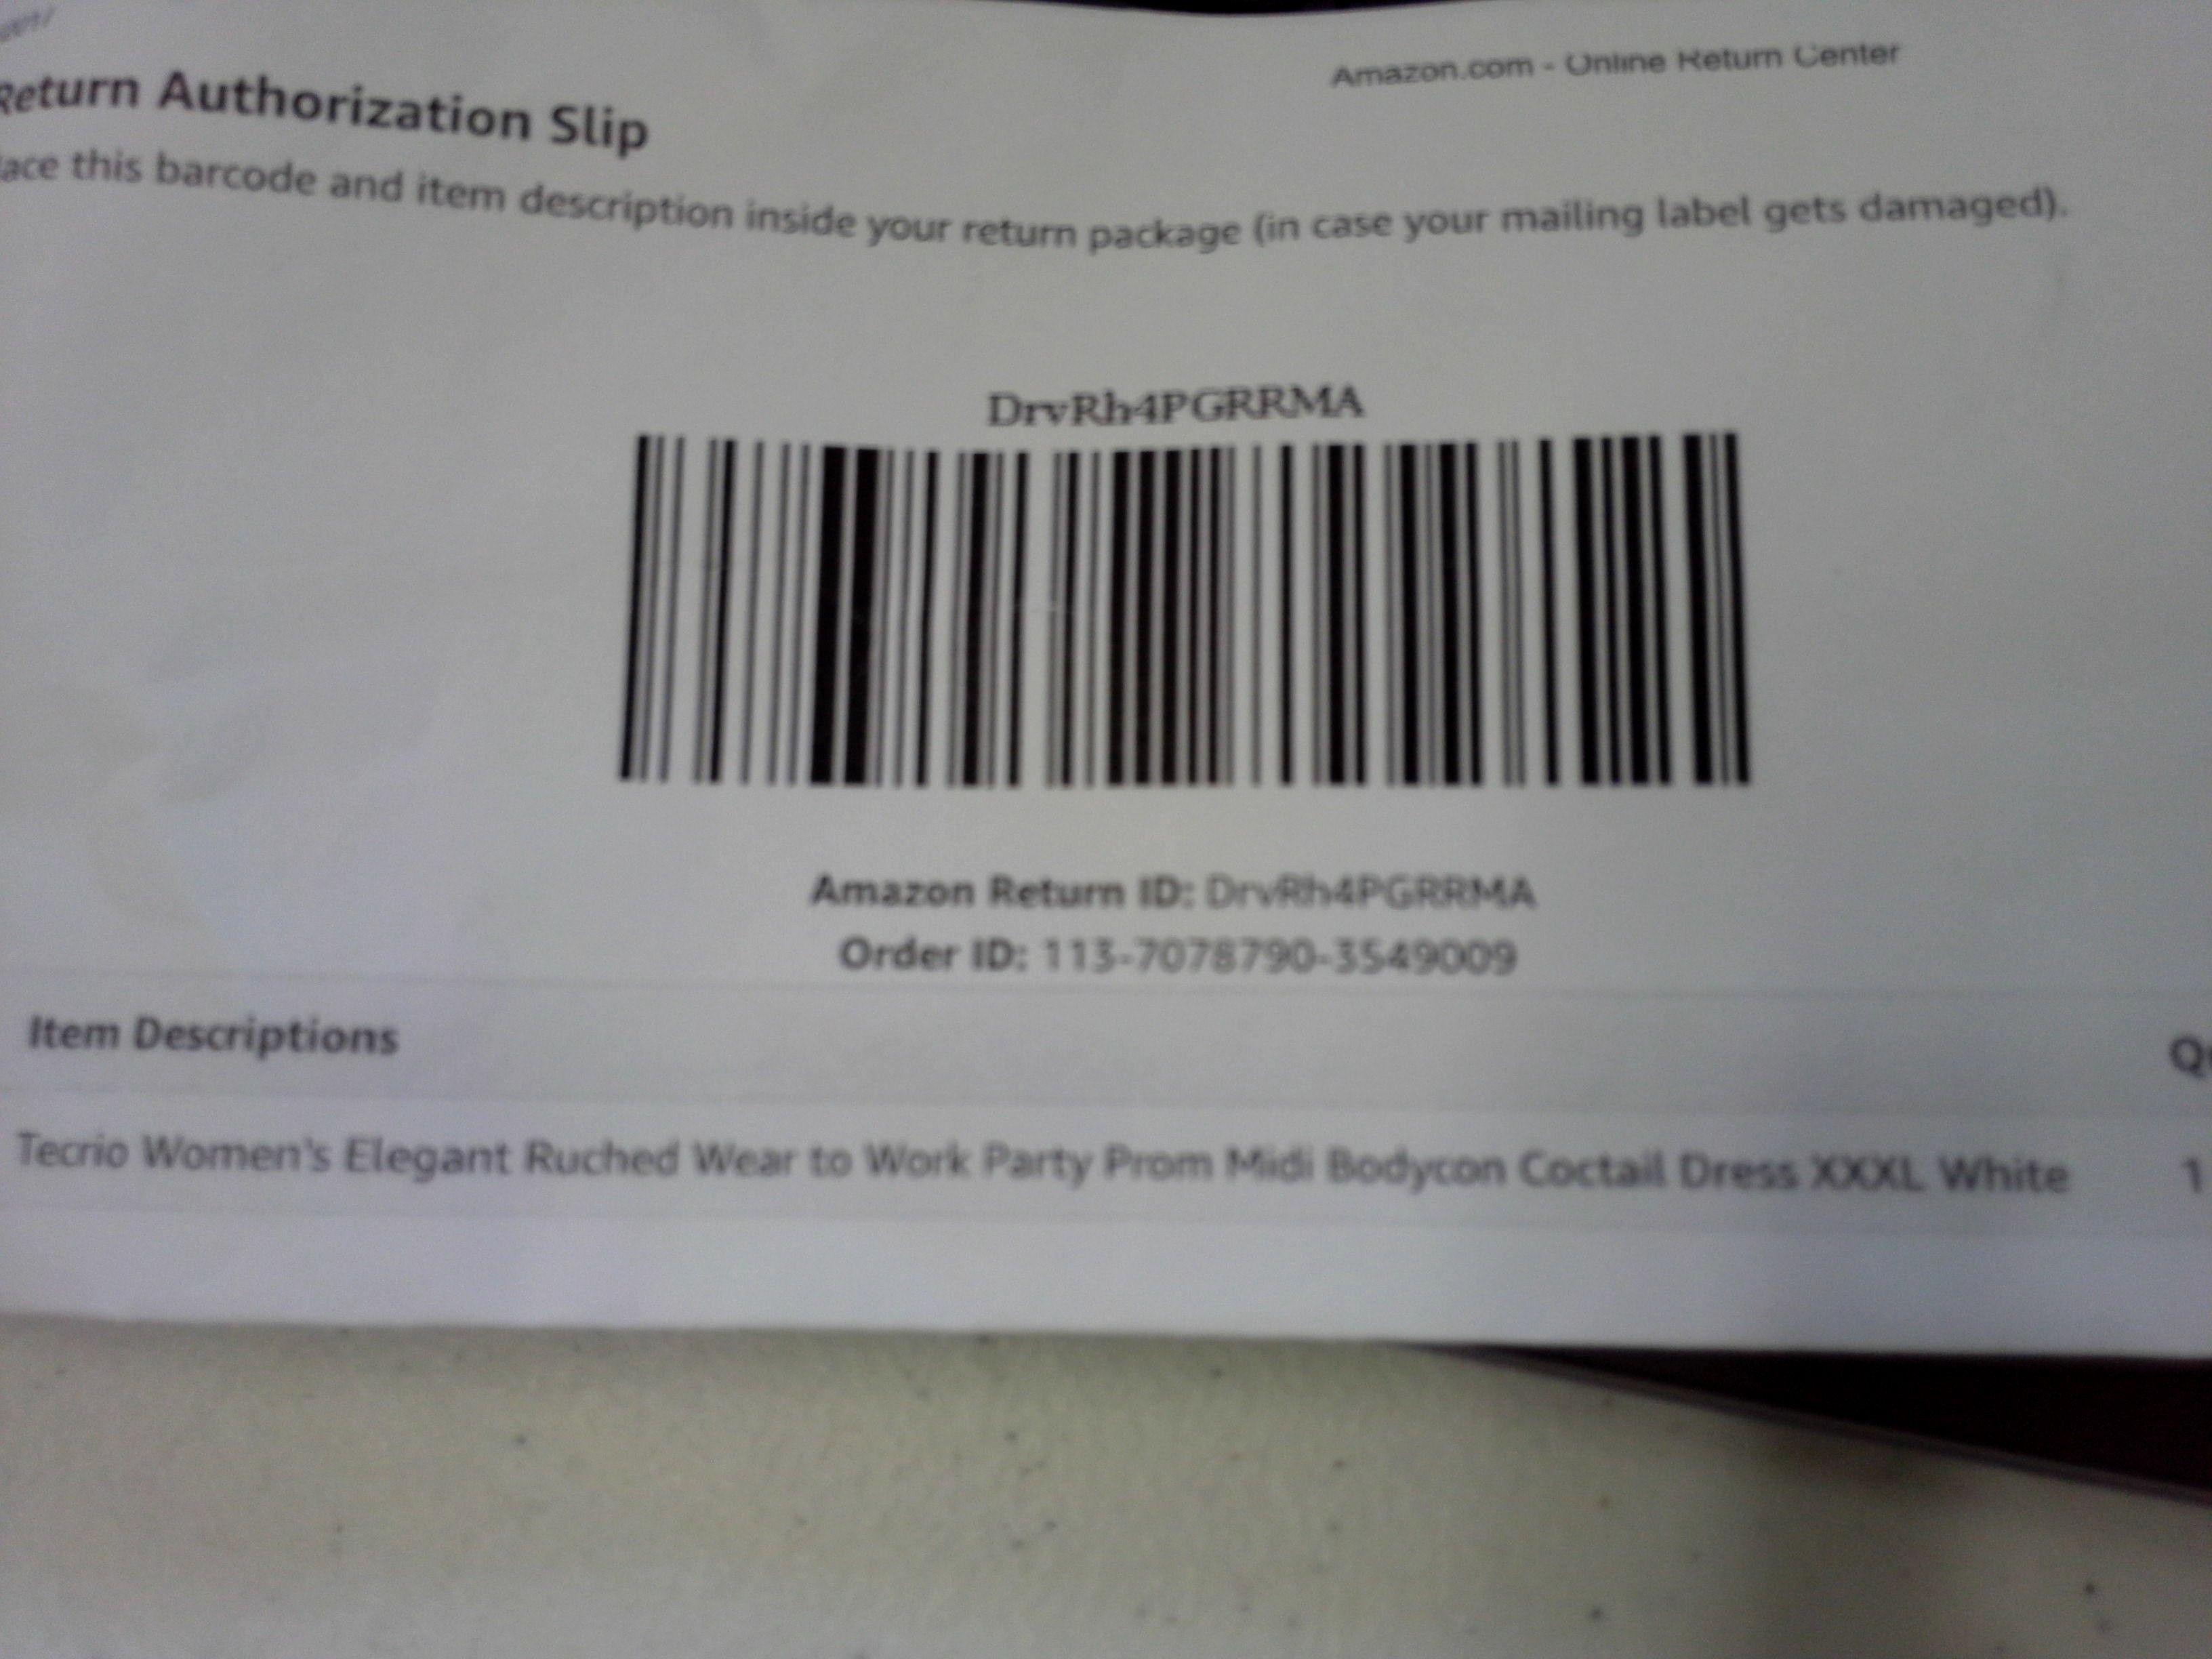 Amazon.com - Online Return Center
Return Authorization Slip
ace this barcode and item description inside your return package (in case your mailing label gets damaged).
DrvRh4PGRRMA
Amazon Return ID: DrvRh4PGRRMA
Order ID: 113-7078790-3549009
Item Descriptions
Tecrio Women's Elegant Ruched Wear to Work Party Prom Midi Bodycon Coctail Dress XXXL White 1